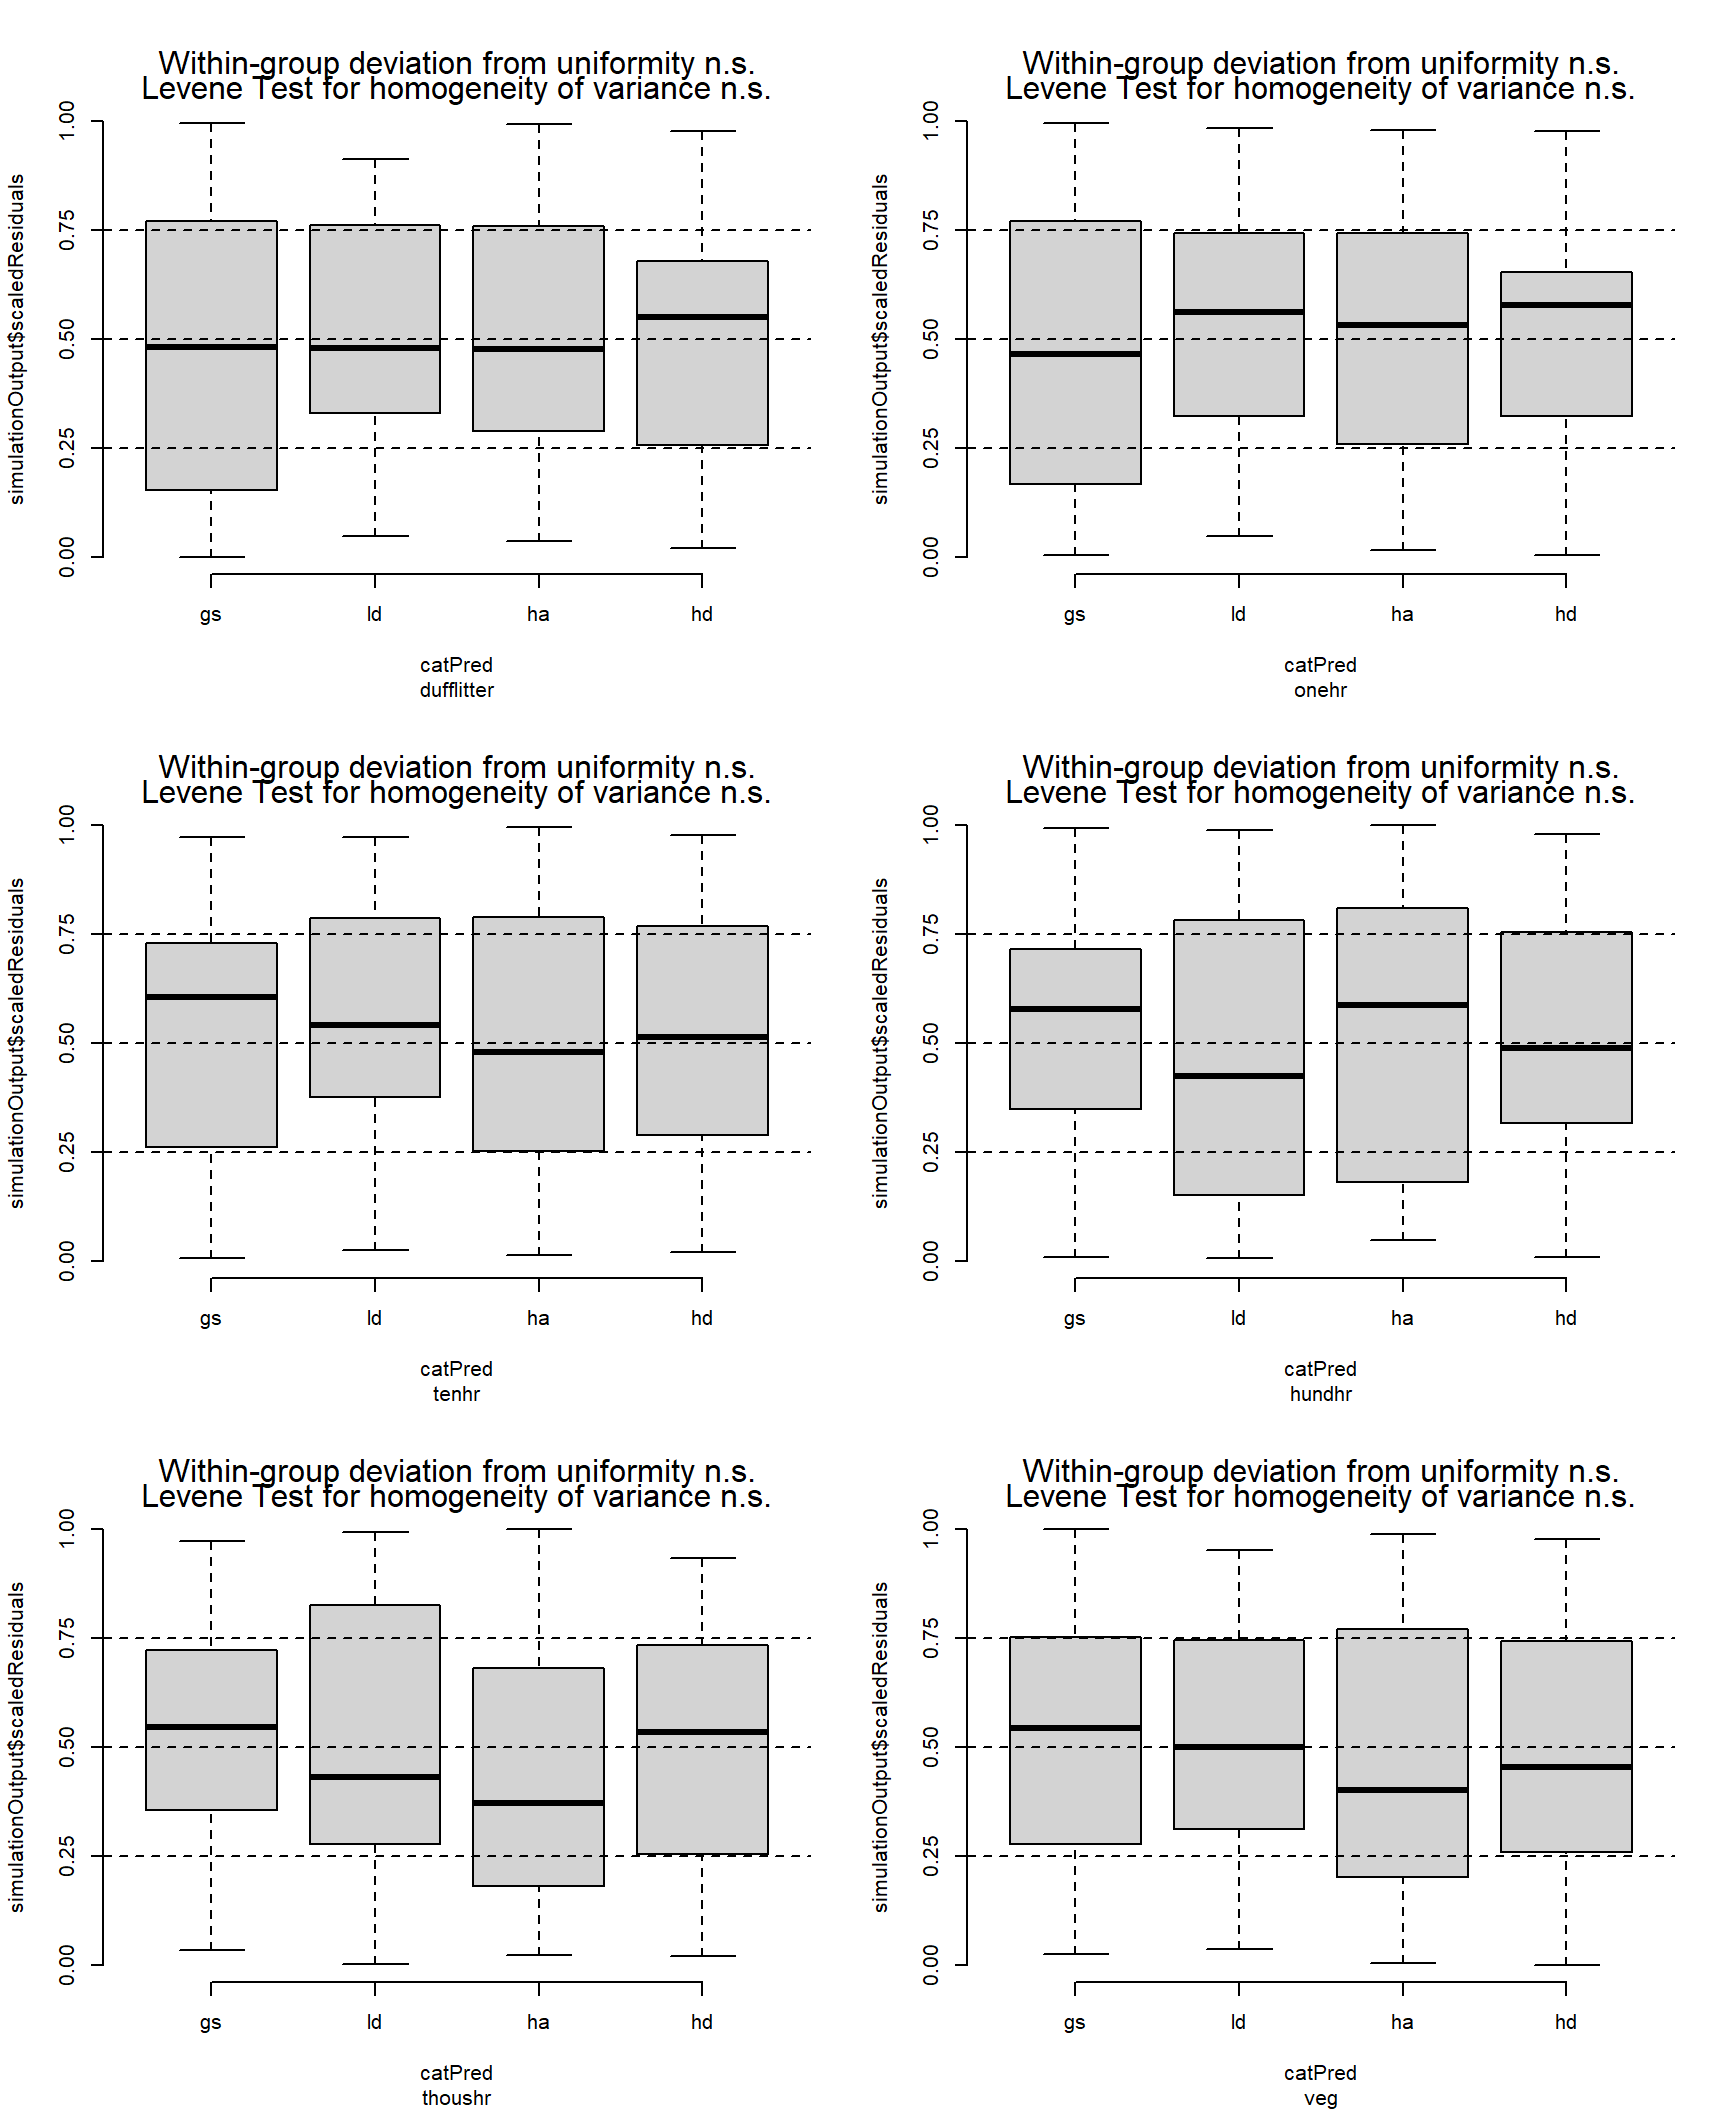 Within-group deviation from uniformity n.s.
Levene Test for homogeneity of variance n.s.
simulationOutput$scaledResiduals
1.00
0.75
0.50
0.25
0.00
gs ld ha hd
catPred
dufflitter
Within-group deviation from uniformity n.s.
Levene Test for homogeneity of variance n.s.
simulationOutput$scaledResiduals
1.00
0.75
0.50
0.25
0.00
gs ld ha hd
catPred
onehr
Within-group deviation from uniformity n.s.
Levene Test for homogeneity of variance n.s.
simulationOutput$scaledResiduals
1.00
0.75
0.50
0.25
0.00
gs ld ha hd
catPred
tenhr
Within-group deviation from uniformity n.s.
Levene Test for homogeneity of variance n.s.
simulationOutput$scaledResiduals
1.00
0.75
0.50
0.25
0.00
gs ld ha hd
catPred
hundhr
Within-group deviation from uniformity n.s.
Levene Test for homogeneity of variance n.s.
simulationOutput$scaledResiduals
1.00
0.75
0.50
0.25
0.00
gs ld ha hd
catPred
thoushr
Within-group deviation from uniformity n.s.
Levene Test for homogeneity of variance n.s.
simulationOutput$scaledResiduals
1.00
0.75
0.50
0.25
0.00
gs ld ha hd
catPred
veg